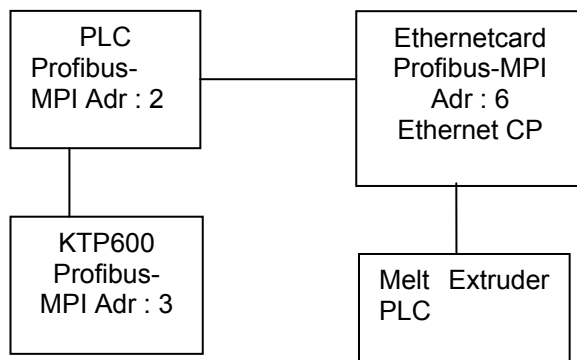 PLC
Profibus-
MPI Adr : 2
Ethernetcard
Profibus-MPI
Adr : 6
Ethernet CP
KTP600
Profibus-
MPI Adr : 3
Melt Extruder
PLC